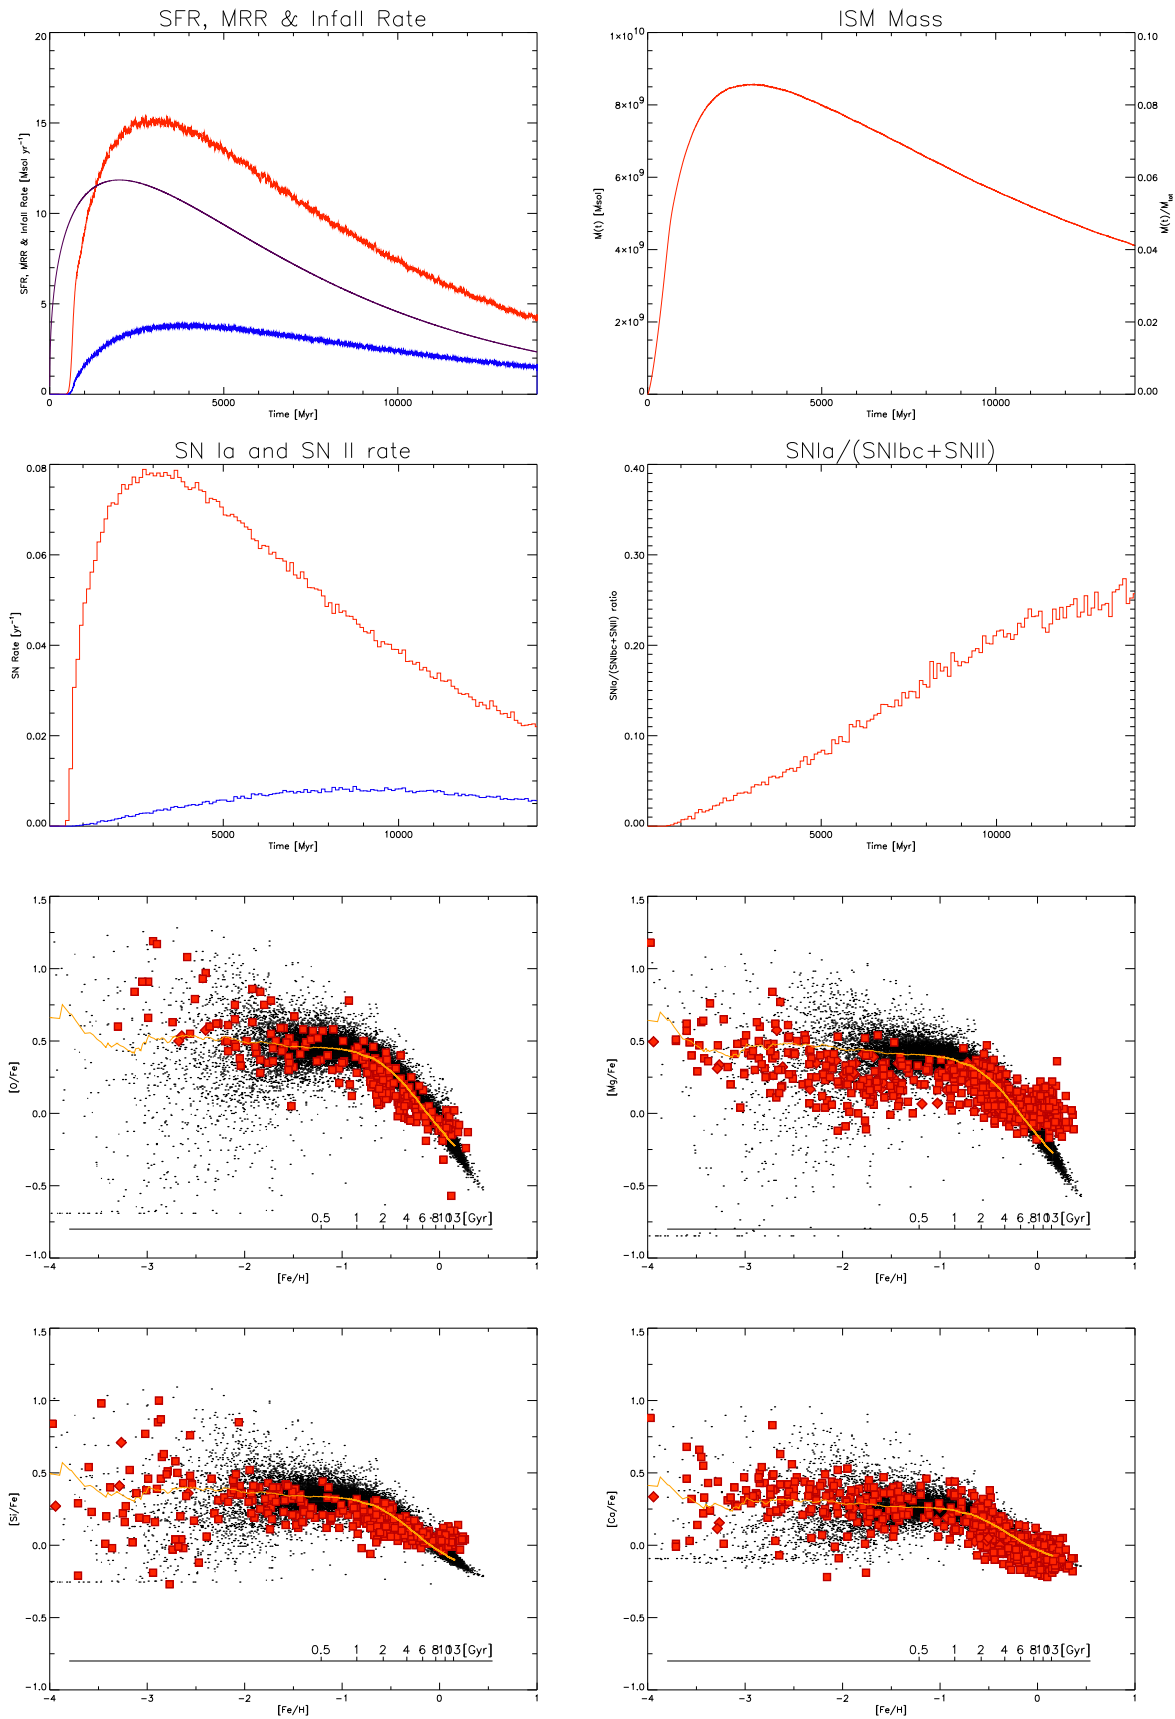 SFR, MRR & Infall Rate
20
15
10
5
0
SFR, MRR & Infall Rate [Msol yr⁻¹]
0 5000 10000
Time [Myr]
ISM Mass
1×10¹⁰
8×10⁹
6×10⁹
4×10⁹
2×10⁹
0
M(t) [Msol]
0.10
0.08
0.06
0.04
0.02
0.00
M(t)/M_tot
0 5000 10000
Time [Myr]
SN Ia and SN II rate
0.08
0.06
0.04
0.02
0.00
SN Rate [yr⁻¹]
0 5000 10000
Time [Myr]
SNIa/(SNIbc+SNII)
0.40
0.30
0.20
0.10
0.00
SNIa/(SNIbc+SNII) ratio
0 5000 10000
Time [Myr]
1.5
1.0
0.5
0.0
−0.5
−1.0
[O/Fe]
0.5 1 2 4 6 8 10 13 [Gyr]
−4 −3 −2 −1 0 1
[Fe/H]
1.5
1.0
0.5
0.0
−0.5
−1.0
[Mg/Fe]
0.5 1 2 4 6 8 10 13 [Gyr]
−4 −3 −2 −1 0 1
[Fe/H]
1.5
1.0
0.5
0.0
−0.5
−1.0
[Si/Fe]
0.5 1 2 4 6 8 10 13 [Gyr]
−4 −3 −2 −1 0 1
[Fe/H]
1.5
1.0
0.5
0.0
−0.5
−1.0
[Ca/Fe]
0.5 1 2 4 6 8 10 13 [Gyr]
−4 −3 −2 −1 0 1
[Fe/H]